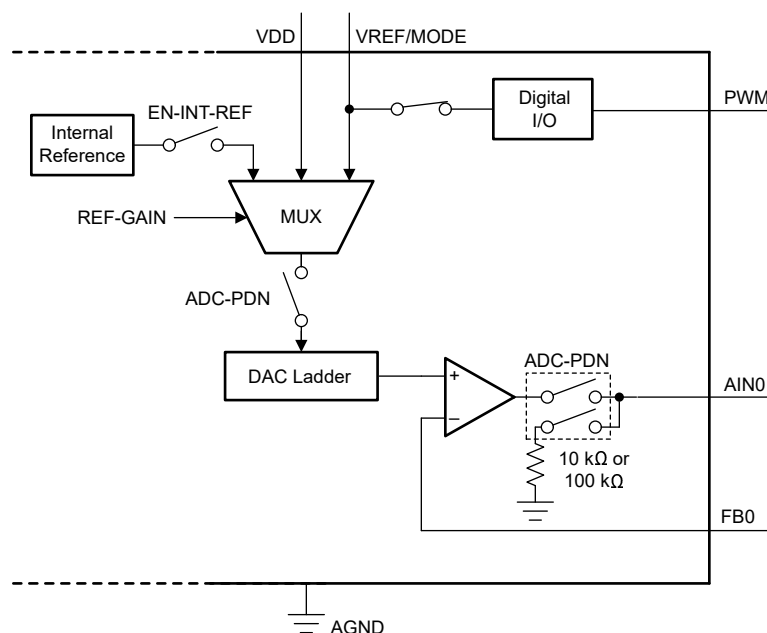 VDD
VREF/MODE
PWM
EN-INT-REF
Digital
I/O
Internal
Reference
REF-GAIN
MUX
ADC-PDN
DAC Ladder
+
–
ADC-PDN
AIN0
10 kΩ or
100 kΩ
FB0
AGND